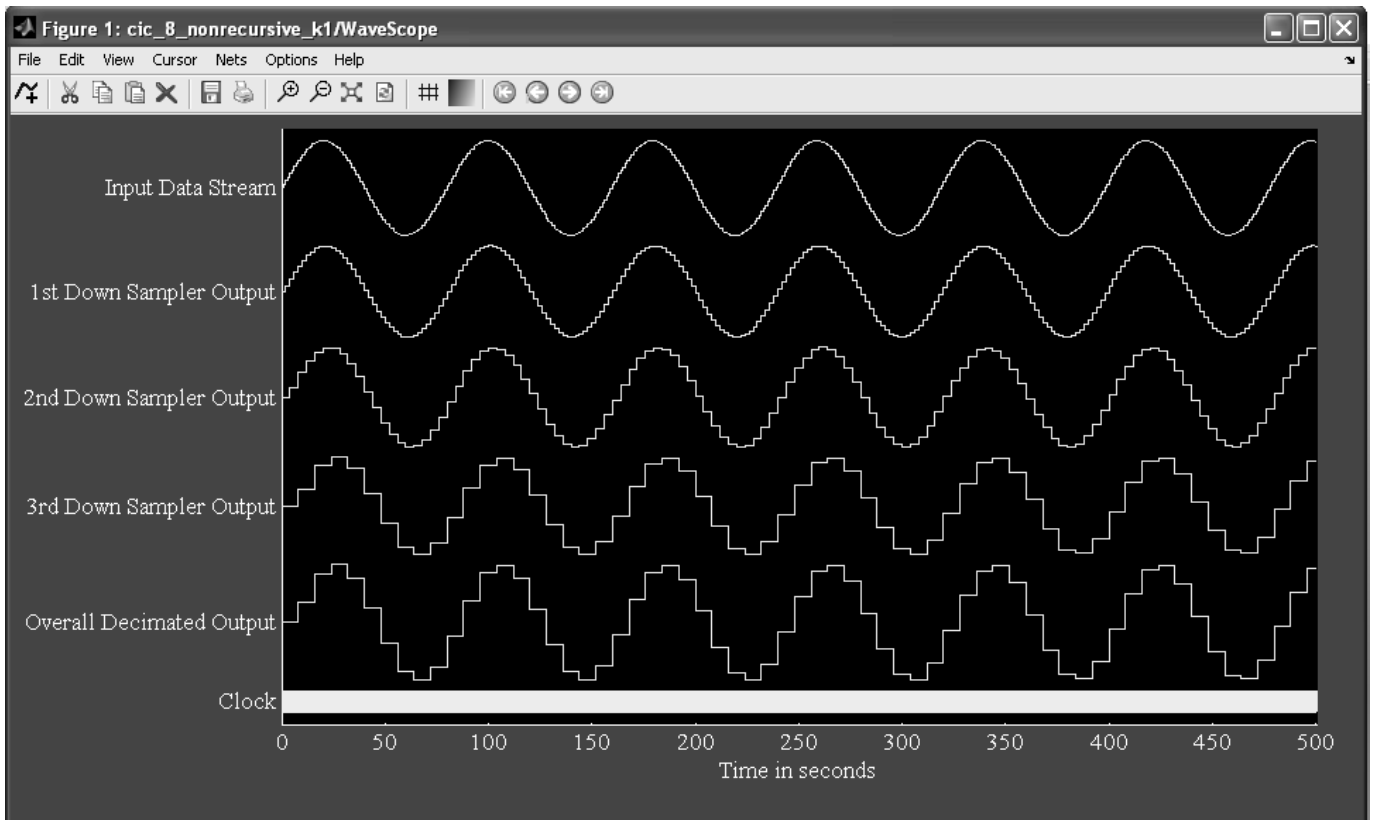 Figure 1: cic_8_nonrecursive_k1/WaveScope
File Edit View Cursor Nets Options Help
Input Data Stream
1st Down Sampler Output
2nd Down Sampler Output
3rd Down Sampler Output
Overall Decimated Output
Clock
0 50 100 150 200 250 300 350 400 450 500
Time in seconds